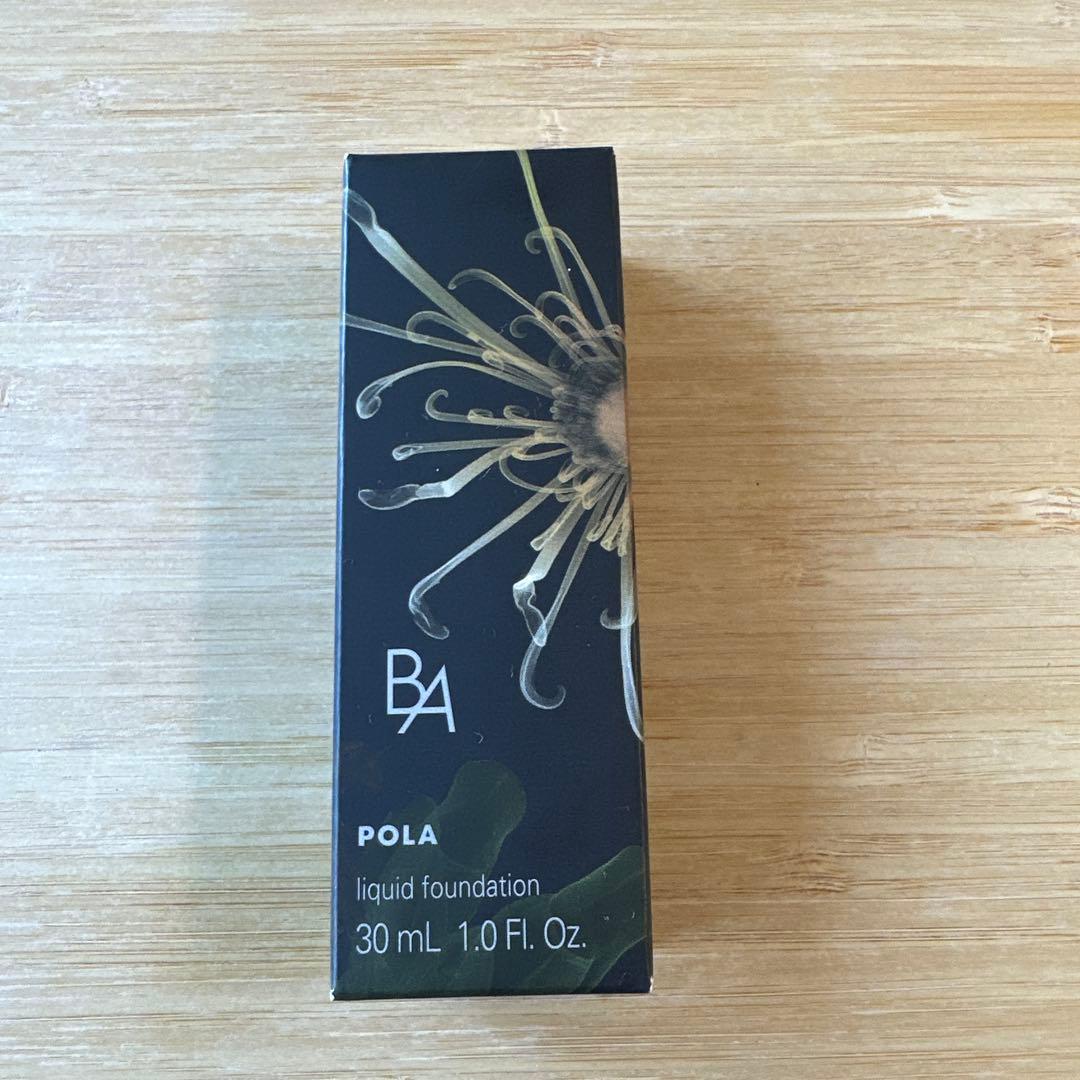 BA
POLA
liquid foundation
30 mL 1.0 Fl. Oz.